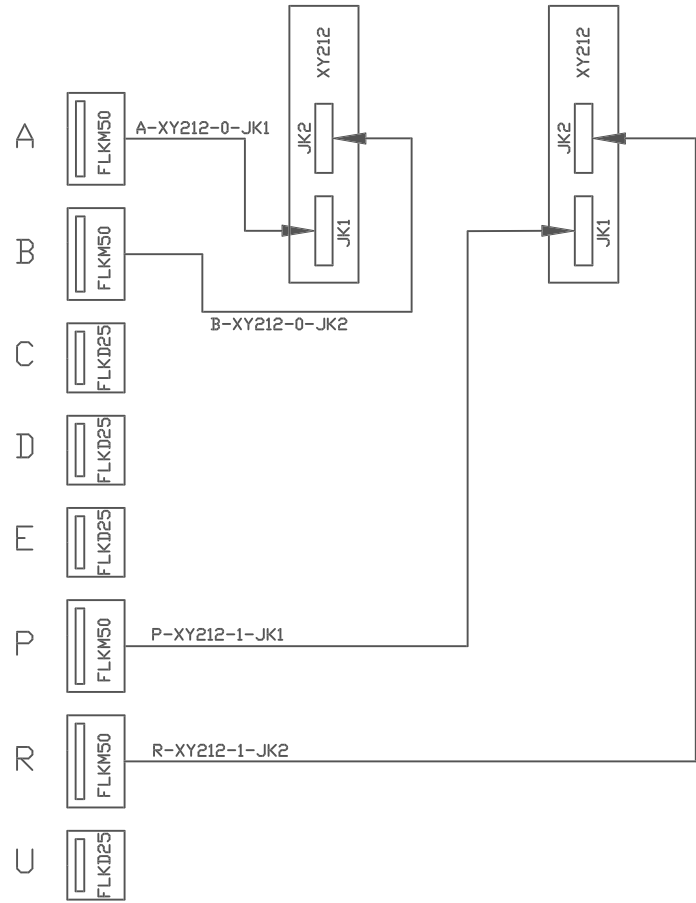 XY212
XY212
A
FLKM50
A-XY212-0-JK1
JK2
JK2
JK1
JK1
B
FLKM50
B-XY212-0-JK2
C
FLKD25
D
FLKD25
E
FLKD25
P
FLKM50
P-XY212-1-JK1
R
FLKM50
R-XY212-1-JK2
U
FLKD25